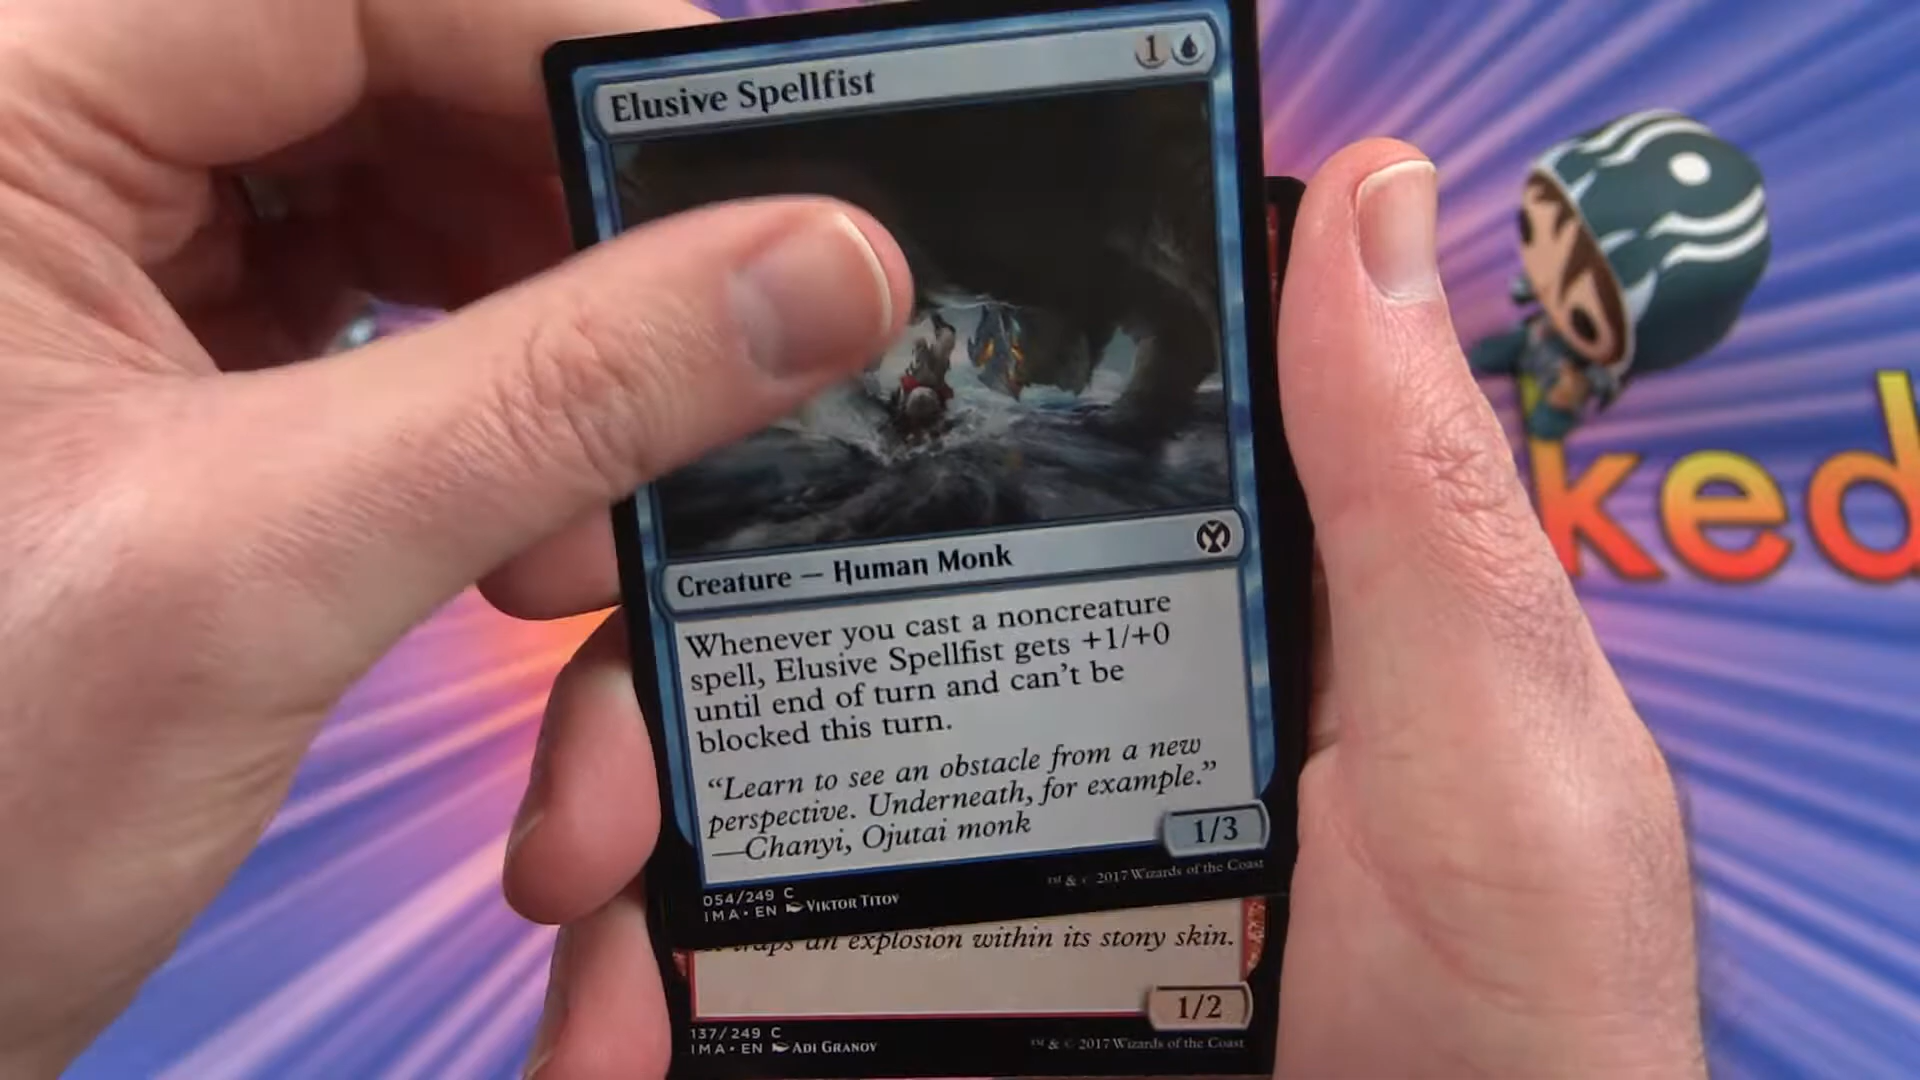 Elusive Spellfist
1
Creature — Human Monk
Whenever you cast a noncreature
spell, Elusive Spellfist gets +1/+0
until end of turn and can't be
blocked this turn.
“Learn to see an obstacle from a new
perspective. Underneath, for example.”
—Chanyi, Ojutai monk
1/3
054/249 C
IMA • EN VIKTOR TITOV
™ & © 2017 Wizards of the Coast
traps an explosion within its stony skin.
1/2
137/249 C
IMA • EN ADI GRANOV
™ & © 2017 Wizards of the Coast
ked